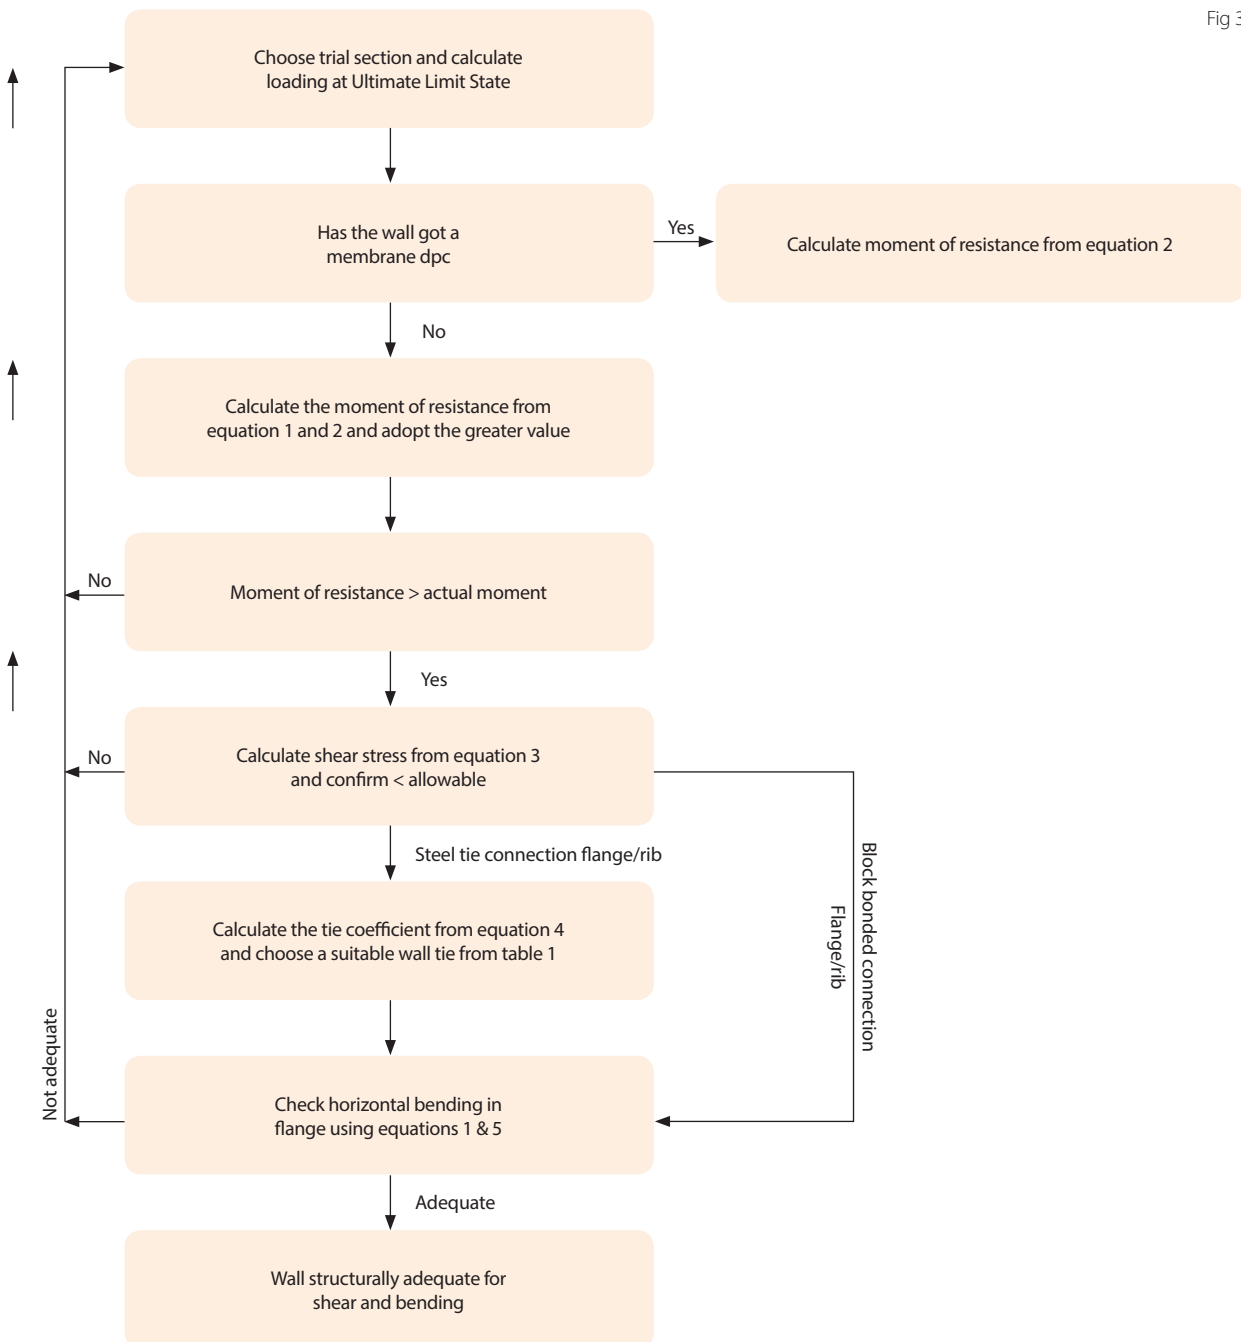 Fig 3
Choose trial section and calculate
loading at Ultimate Limit State
Has the wall got a
membrane dpc
Yes
Calculate moment of resistance from equation 2
No
Calculate the moment of resistance from
equation 1 and 2 and adopt the greater value
No
Moment of resistance > actual moment
Yes
No
Calculate shear stress from equation 3
and confirm < allowable
Steel tie connection flange/rib
Block bonded connection
Flange/rib
Calculate the tie coefficient from equation 4
and choose a suitable wall tie from table 1
Not adequate
Check horizontal bending in
flange using equations 1 & 5
Adequate
Wall structurally adequate for
shear and bending